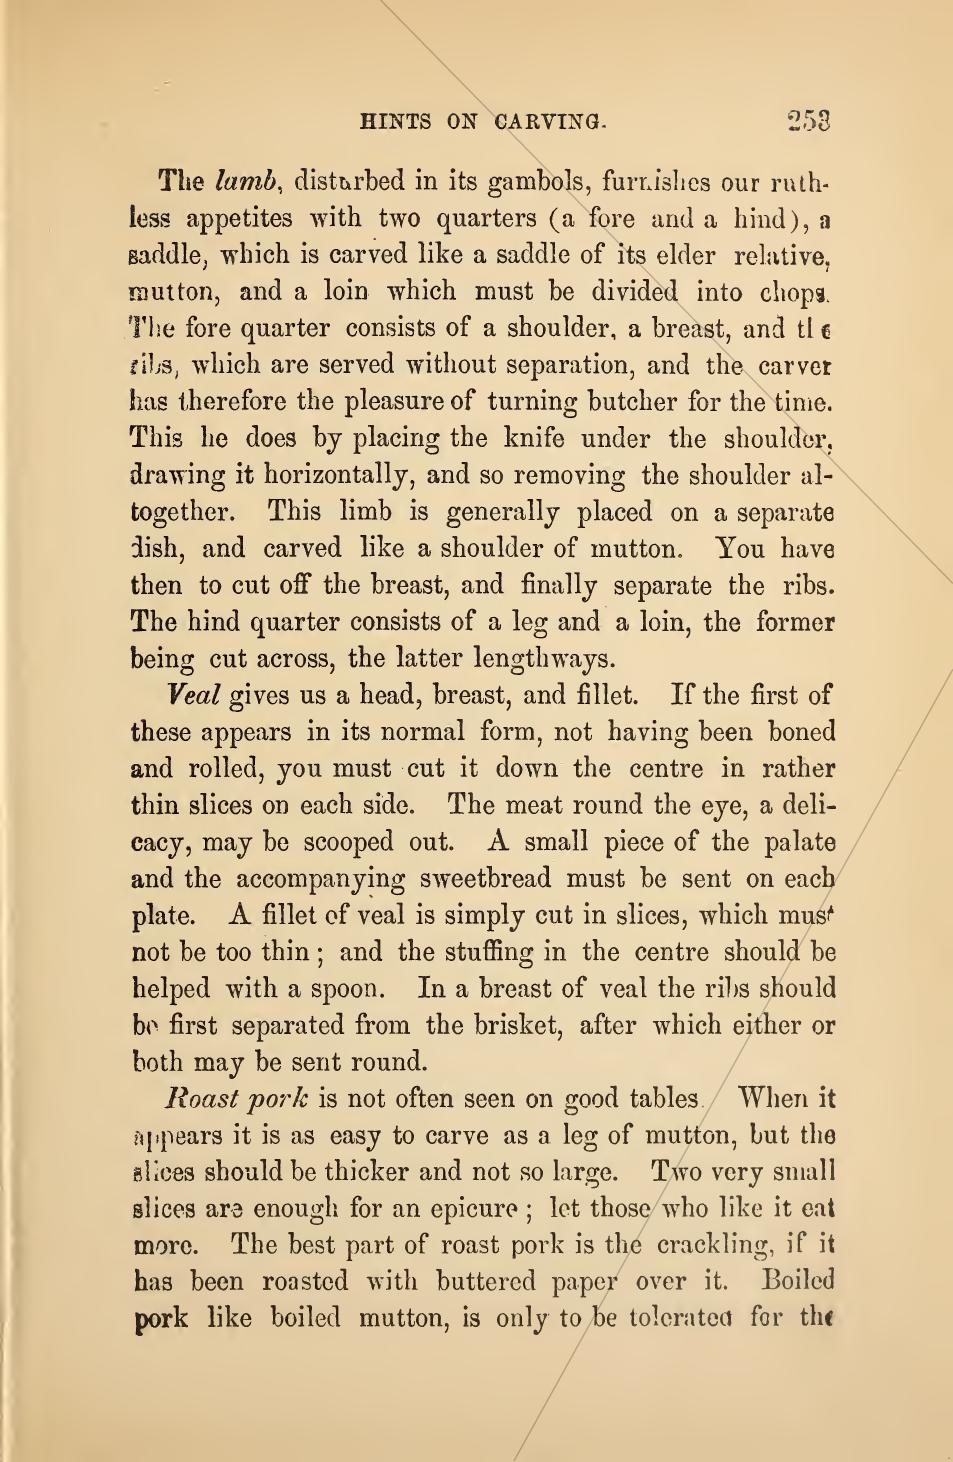 HINTS ON CARVING. 253
The lamb, disturbed in its gambols, furnishes our ruth-
less appetites with two quarters (a fore and a hind), a
saddle, which is carved like a saddle of its elder relative,
mutton, and a loin which must be divided into chops.
The fore quarter consists of a shoulder, a breast, and the
ribs, which are served without separation, and the carver
has therefore the pleasure of turning butcher for the time.
This he does by placing the knife under the shoulder,
drawing it horizontally, and so removing the shoulder al-
together. This limb is generally placed on a separate
dish, and carved like a shoulder of mutton. You have
then to cut off the breast, and finally separate the ribs.
The hind quarter consists of a leg and a loin, the former
being cut across, the latter lengthways.
Veal gives us a head, breast, and fillet. If the first of
these appears in its normal form, not having been boned
and rolled, you must cut it down the centre in rather
thin slices on each side. The meat round the eye, a deli-
cacy, may be scooped out. A small piece of the palate
and the accompanying sweetbread must be sent on each
plate. A fillet of veal is simply cut in slices, which must
not be too thin; and the stuffing in the centre should be
helped with a spoon. In a breast of veal the ribs should
be first separated from the brisket, after which either or
both may be sent round.
Roast pork is not often seen on good tables. When it
appears it is as easy to carve as a leg of mutton, but the
slices should be thicker and not so large. Two very small
slices are enough for an epicure; let those who like it eat
more. The best part of roast pork is the crackling, if it
has been roasted with buttered paper over it. Boiled
pork like boiled mutton, is only to be tolerated for the